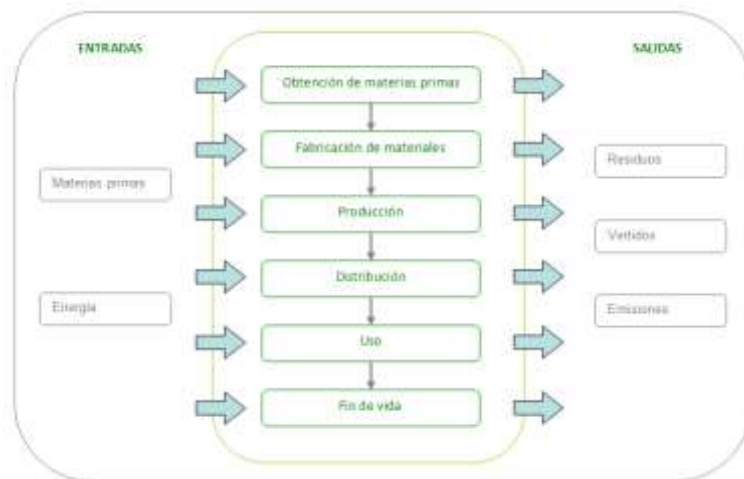 ENTRADAS
SALIDAS
Obtención de materias primas
Fabricación de materiales
Residuos
Materias primas
Producción
Vertidos
Distribución
Energía
Emisiones
Uso
Fin de vida